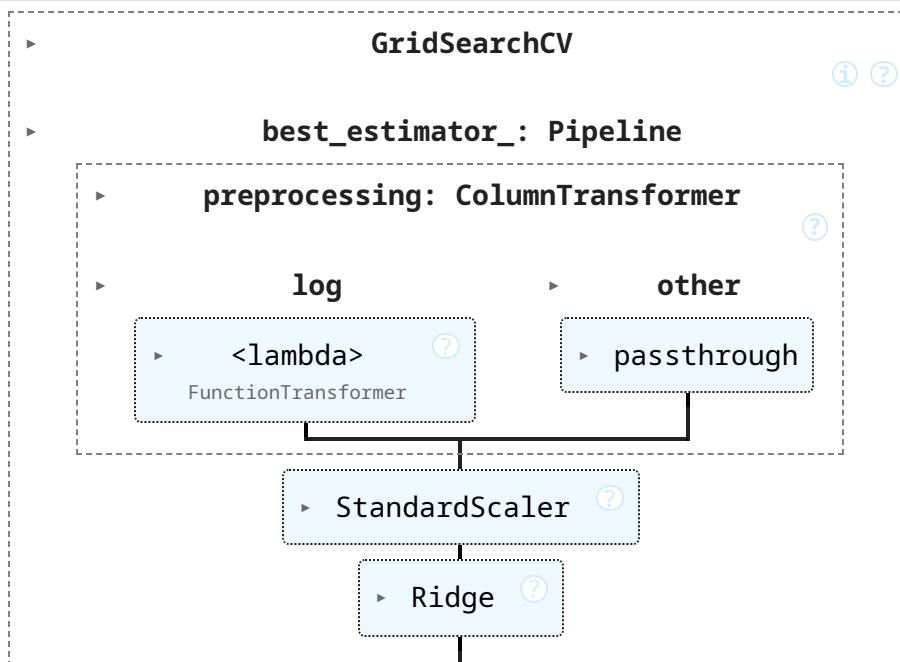 GridSearchCV
i ?
best_estimator_: Pipeline
preprocessing: ColumnTransformer
?
log other
<lambda> ? passthrough
FunctionTransformer
StandardScaler ?
Ridge ?